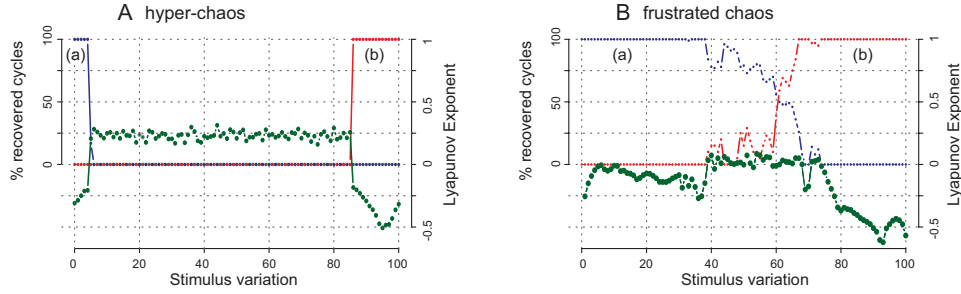 A hyper-chaos
% recovered cycles
100
50
0
(a)
(b)
1
0.5
0
-0.5
Lyapunov Exponent
0
20
40
60
80
100
Stimulus variation
B frustrated chaos
% recovered cycles
100
50
0
(a)
(b)
1
0.5
0
-0.5
Lyapunov Exponent
0
20
40
60
80
100
Stimulus variation